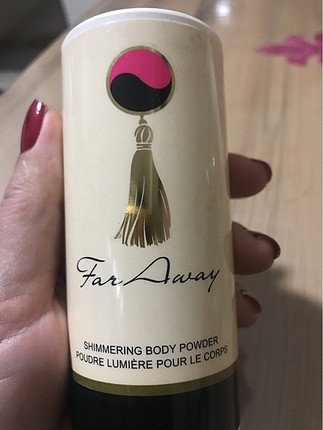 Far Away
SHIMMERING BODY POWDER
POUDRE LUMIÈRE POUR LE CORPS